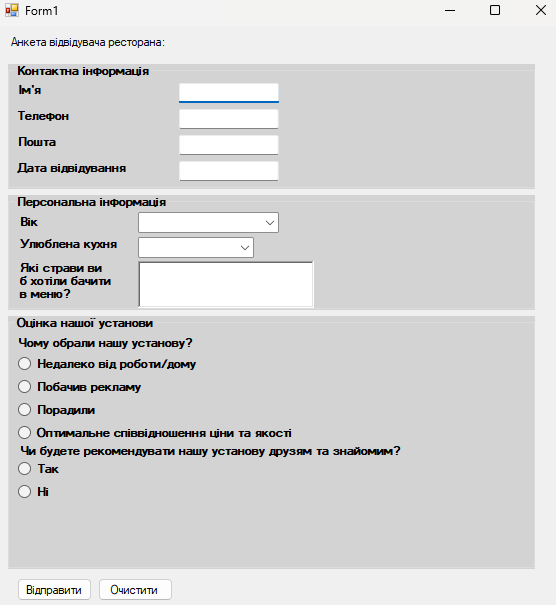 Form1
Анкета відвідувача ресторана:
Контактна інформація
Ім'я
Телефон
Пошта
Дата відвідування
Персональна інформація
Вік
Улюблена кухня
Які страви ви
б хотіли бачити
в меню?
Оцінка нашої установи
Чому обрали нашу установу?
Недалеко від роботи/дому
Побачив рекламу
Порадили
Оптимальне співвідношення ціни та якості
Чи будете рекомендувати нашу установу друзям та знайомим?
Так
Ні
Відправити
Очистити